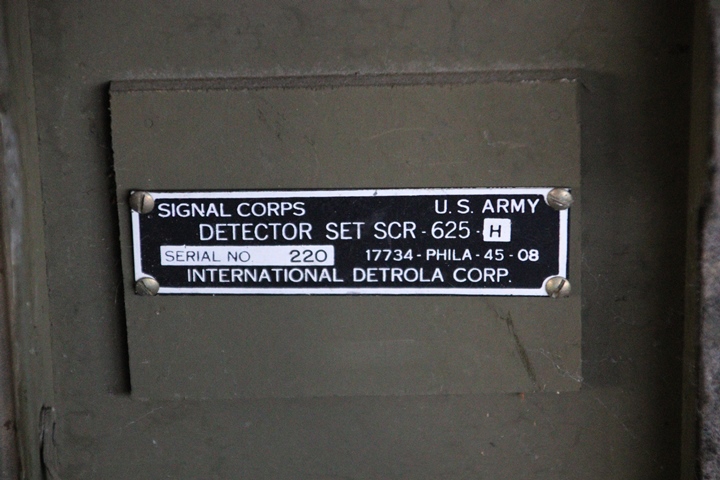 SIGNAL CORPS U. S. ARMY
DETECTOR SET SCR - 625 - H
SERIAL NO 220 17734 - PHILA - 45 - 08
INTERNATIONAL DETROLA CORP.